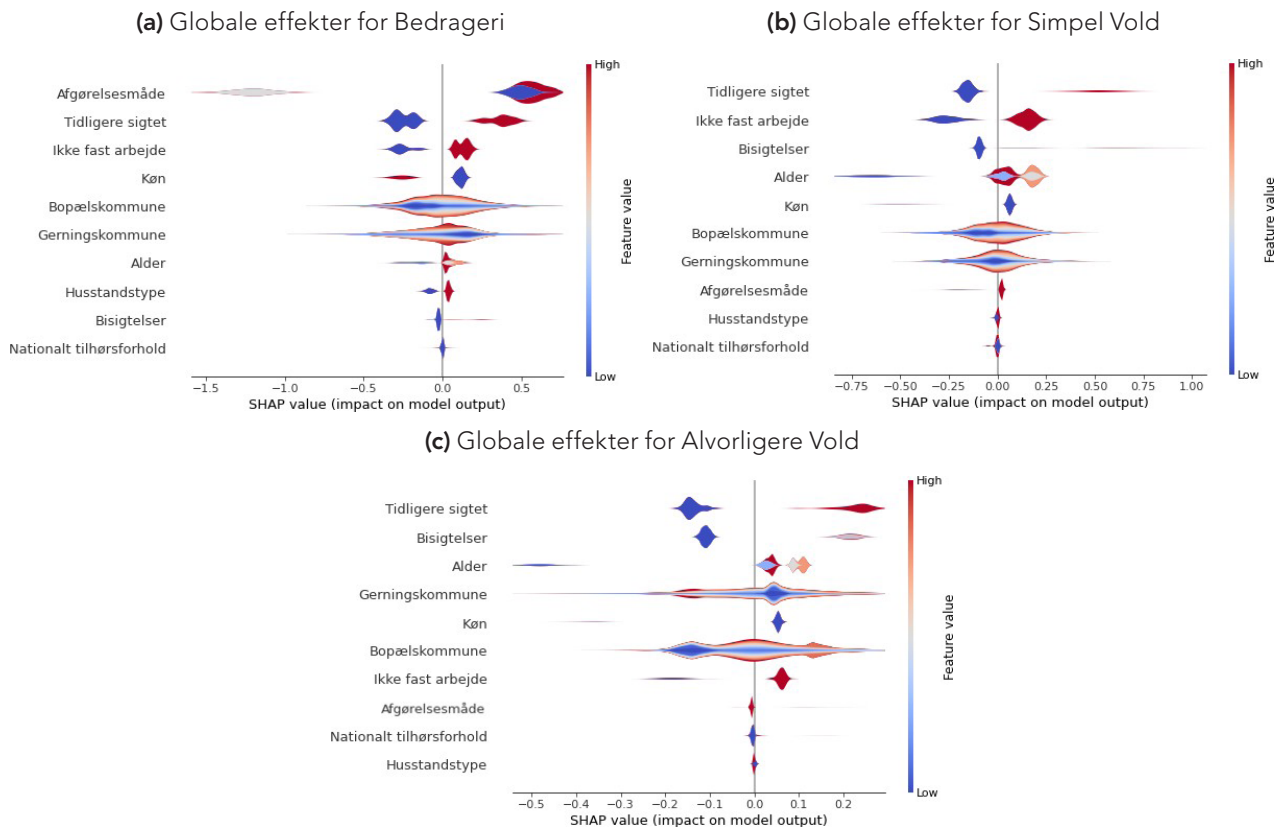 (a) Globale effekter for Bedrageri
High
Afgørelsesmåde
Tidligere sigtet
Ikke fast arbejde
Køn
Bopælskommune
Gerningskommune
Alder
Husstandstype
Bisigtelser
Nationalt tilhørsforhold
Feature value
Low
−1.5 −1.0 −0.5 0.0 0.5
SHAP value (impact on model output)
(b) Globale effekter for Simpel Vold
High
Tidligere sigtet
Ikke fast arbejde
Bisigtelser
Alder
Køn
Bopælskommune
Gerningskommune
Afgørelsesmåde
Husstandstype
Nationalt tilhørsforhold
Feature value
Low
−0.75 −0.50 −0.25 0.00 0.25 0.50 0.75 1.00
SHAP value (impact on model output)
(c) Globale effekter for Alvorligere Vold
High
Tidligere sigtet
Bisigtelser
Alder
Gerningskommune
Køn
Bopælskommune
Ikke fast arbejde
Afgørelsesmåde
Nationalt tilhørsforhold
Husstandstype
Feature value
Low
−0.5 −0.4 −0.3 −0.2 −0.1 0.0 0.1 0.2
SHAP value (impact on model output)